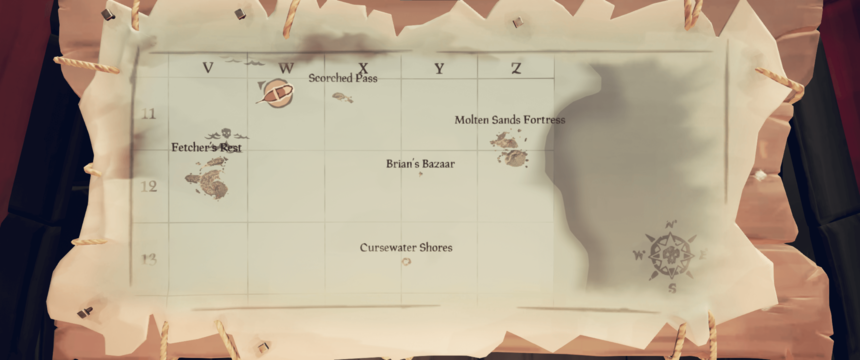 V W X Y Z
Scorched Pass
11
Molten Sands Fortress
Fetcher's Rest
Brian's Bazaar
12
Cursewater Shores
13
N
W E
S